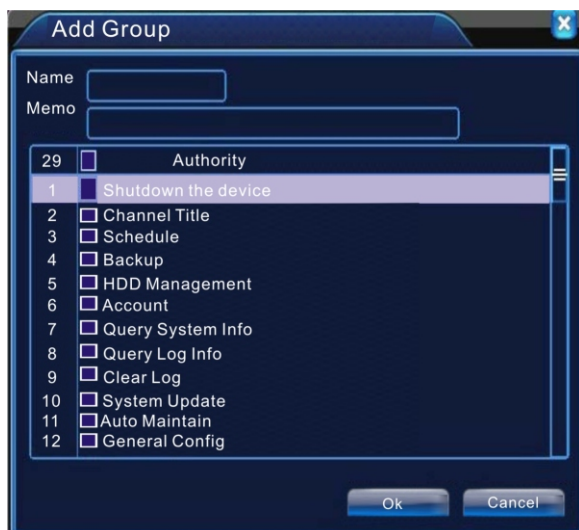 Add Group
Name
Memo
29 Authority
1 Shutdown the device
2 Channel Title
3 Schedule
4 Backup
5 HDD Management
6 Account
7 Query System Info
8 Query Log Info
9 Clear Log
10 System Update
11 Auto Maintain
12 General Config
Ok Cancel